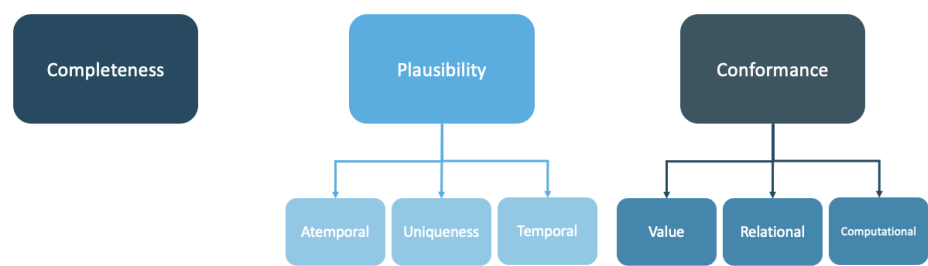 Completeness
Plausibility
Conformance
Atemporal
Uniqueness
Temporal
Value
Relational
Computational